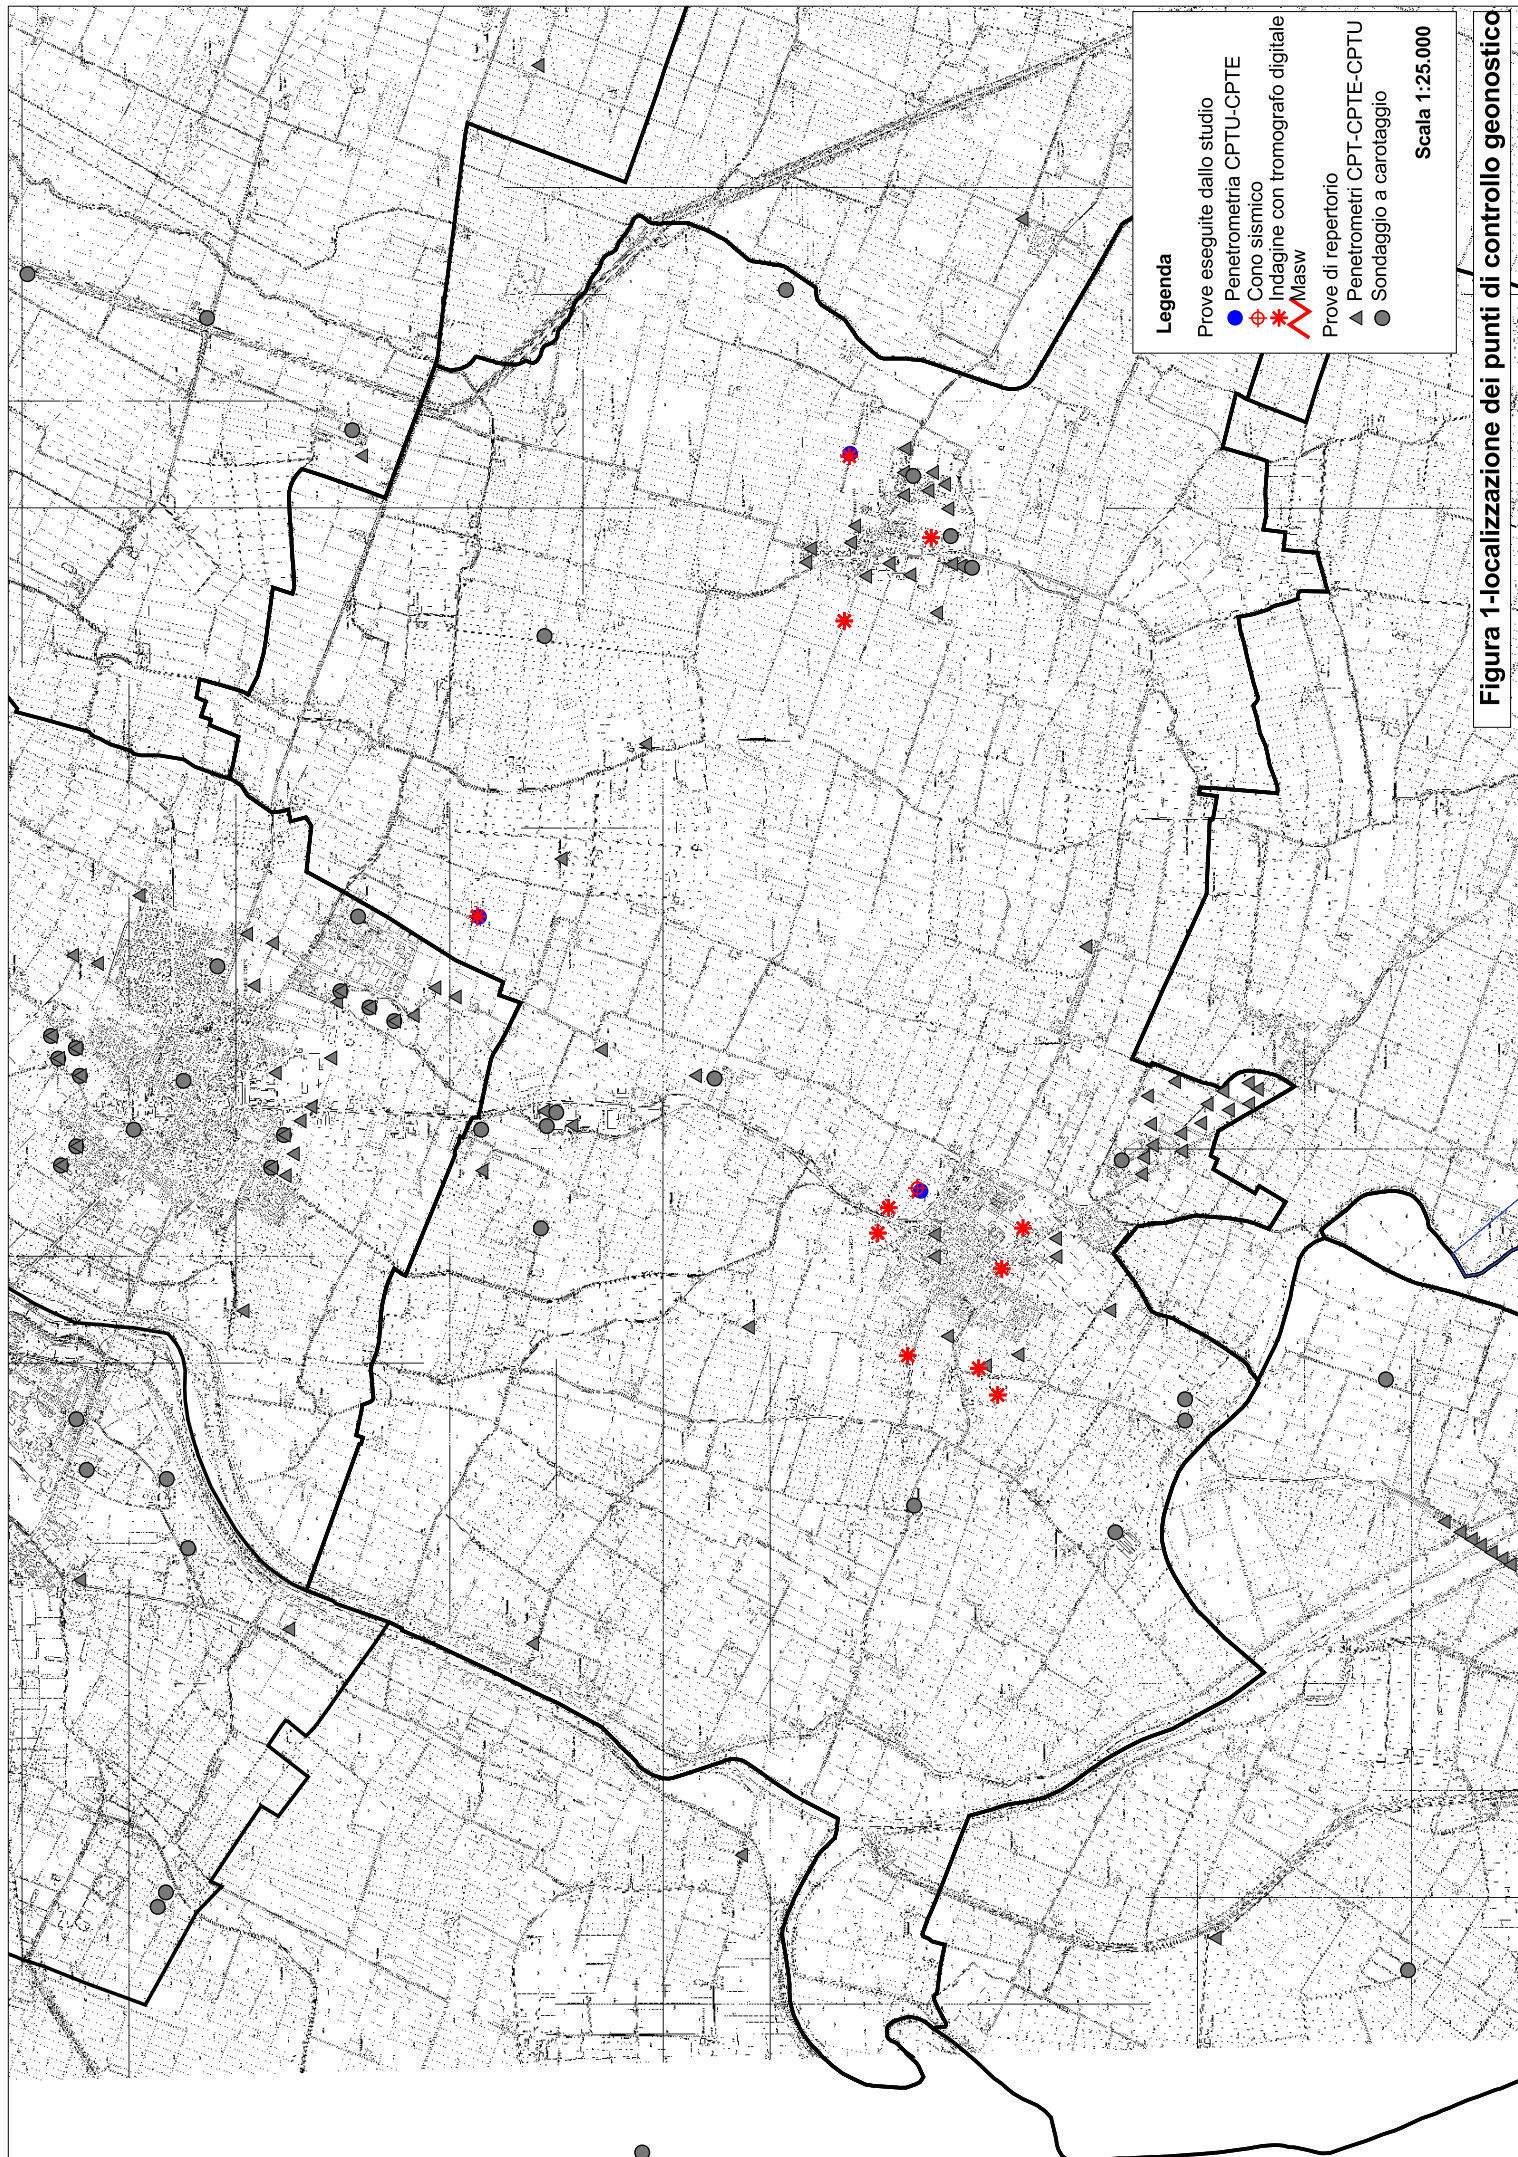 Legenda
Prove eseguite dallo studio
Penetrometria CPTU-CPTE
Cono sismico
Indagine con tromografo digitale
Masw
Prove di repertorio
Penetrometri CPT-CPTE-CPTU
Sondaggio a carotaggio
Scala 1:25.000
Figura 1-localizzazione dei punti di controllo geonostico